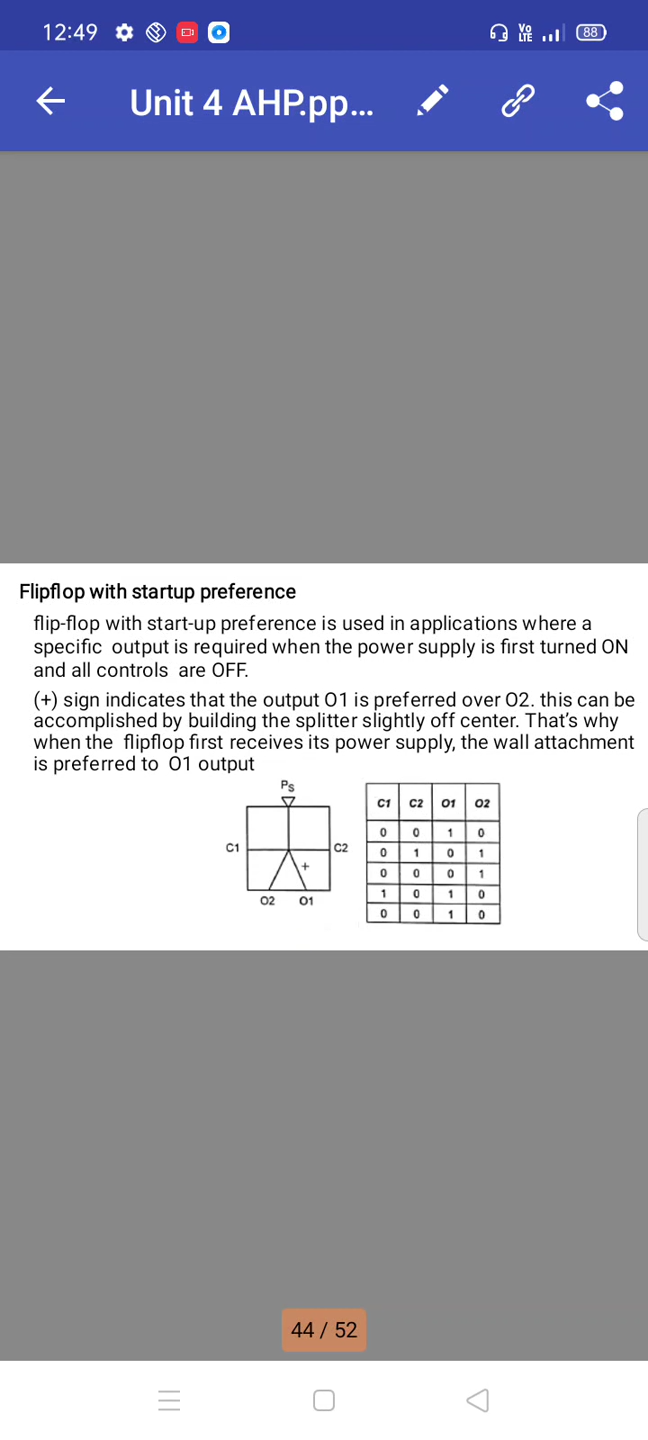 12:49
Vo LTE
88
Unit 4 AHP.pp...
Flipflop with startup preference
flip-flop with start-up preference is used in applications where a
specific output is required when the power supply is first turned ON
and all controls are OFF.
(+) sign indicates that the output O1 is preferred over O2. this can be
accomplished by building the splitter slightly off center. That's why
when the flipflop first receives its power supply, the wall attachment
is preferred to O1 output
Ps
C1 C2
+
O2 O1
C1 C2 O1 O2
0 0 1 0
0 1 0 1
0 0 0 1
1 0 1 0
0 0 1 0
44 / 52